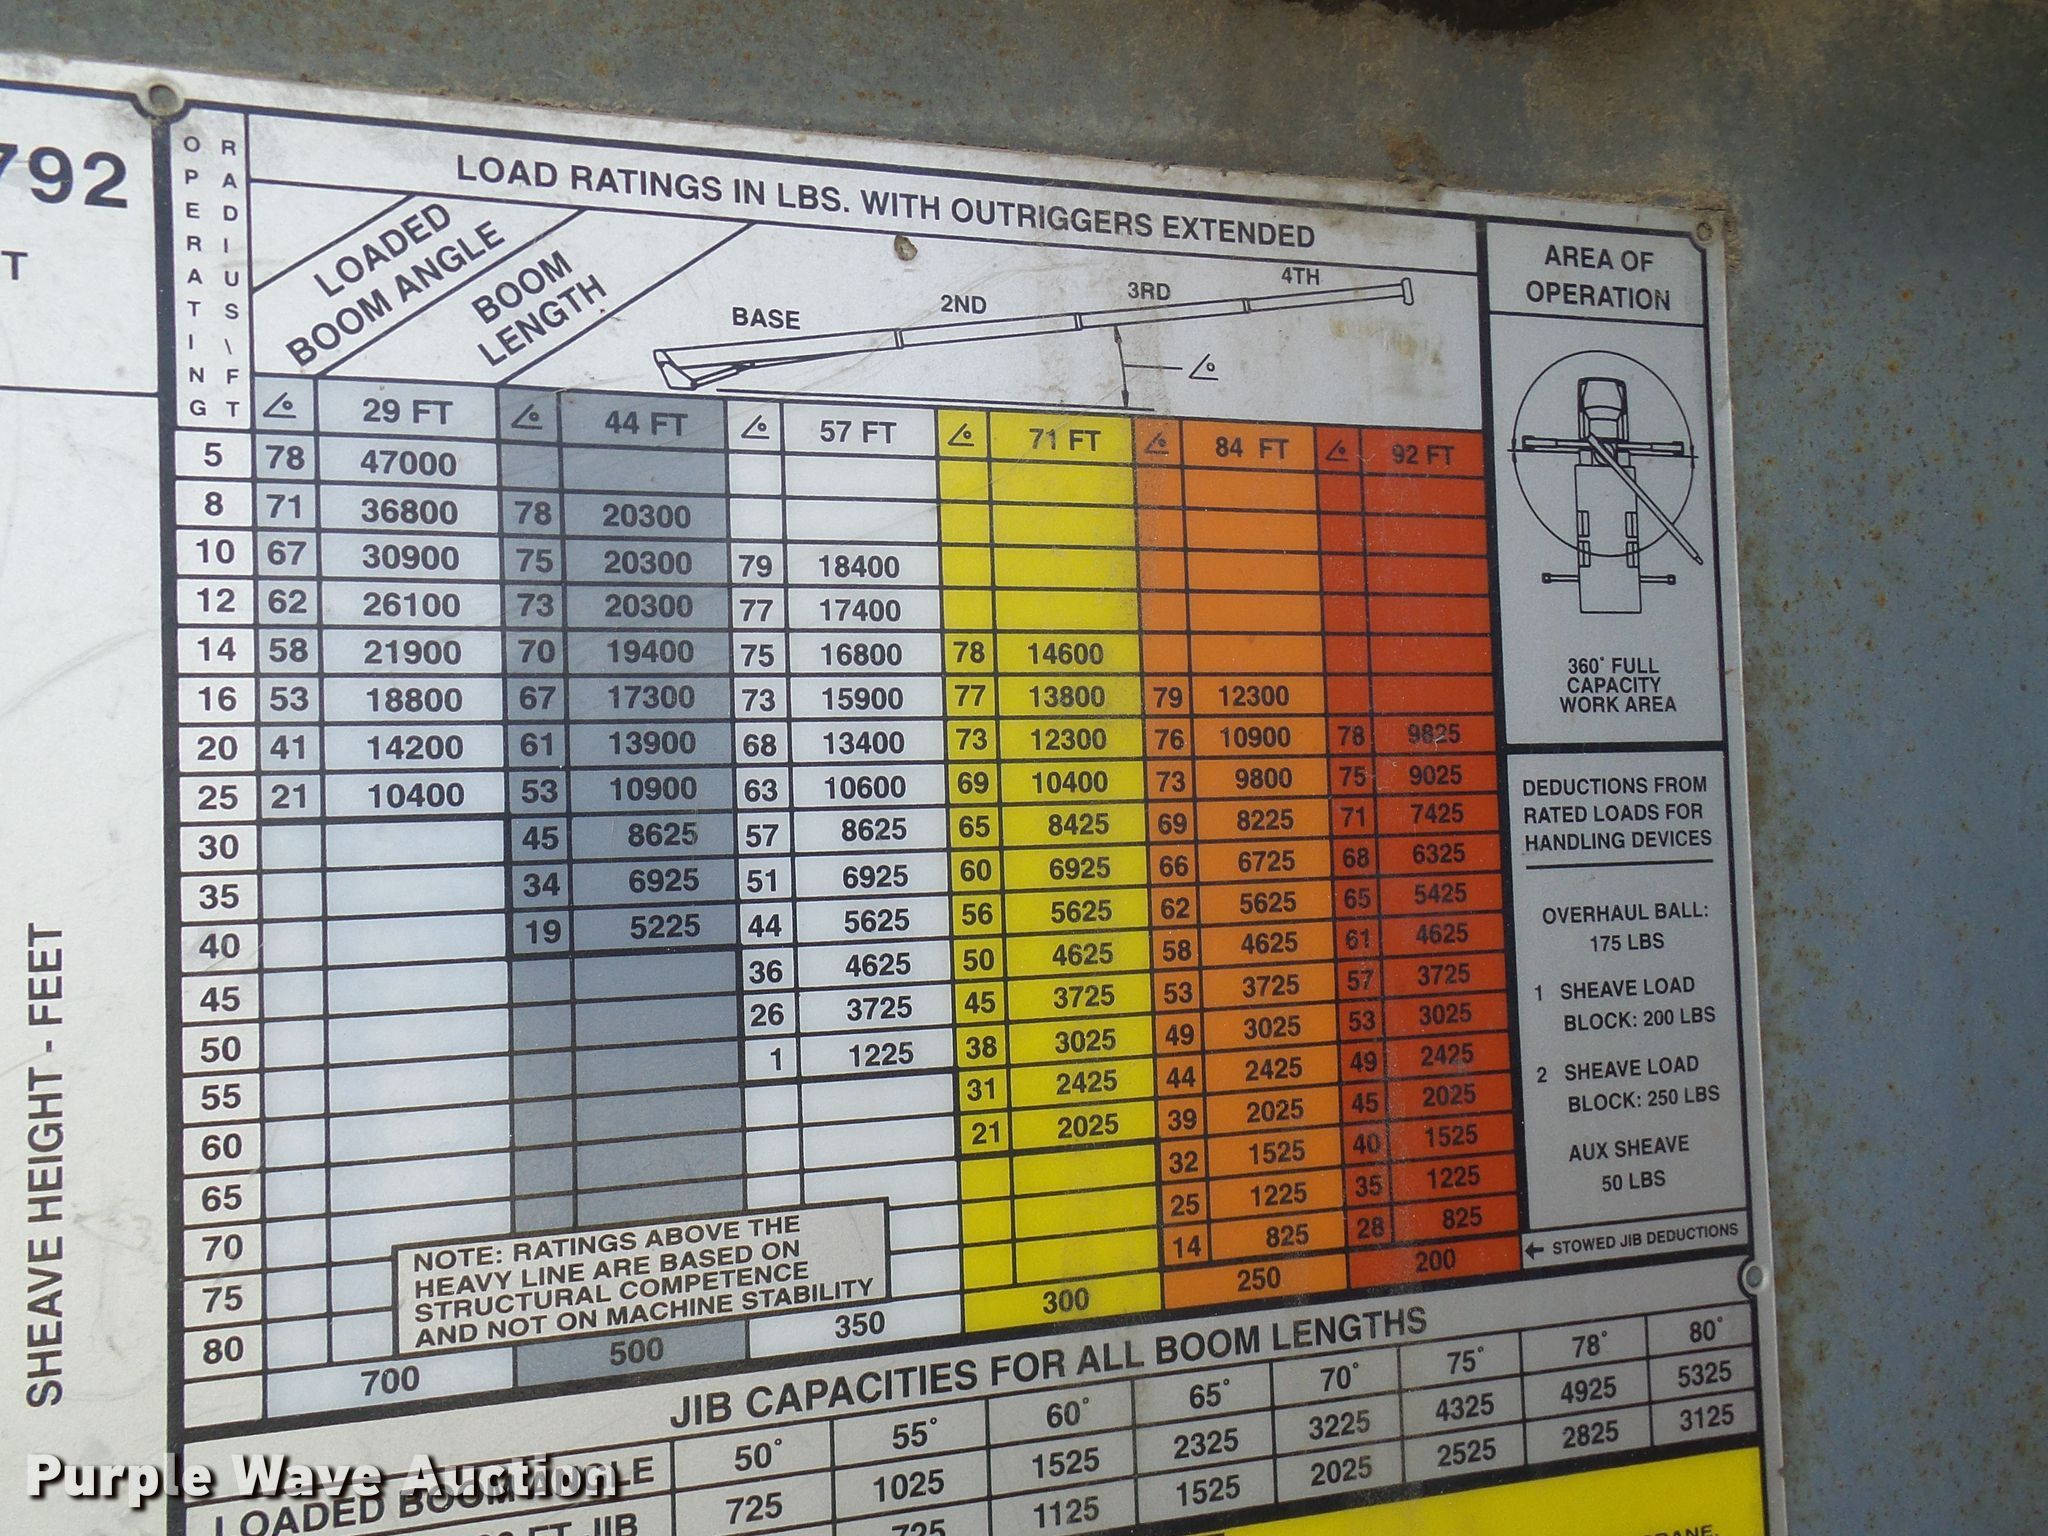 792
T
SHEAVE HEIGHT - FEET
OPERATING
RADIUS\FT
LOAD RATINGS IN LBS. WITH OUTRIGGERS EXTENDED
LOADED
BOOM ANGLE
BOOM
LENGTH
BASE 2ND 3RD 4TH
29 FT 44 FT 57 FT 71 FT 84 FT 92 FT
5 78 47000
8 71 36800 78 20300
10 67 30900 75 20300 79 18400
12 62 26100 73 20300 77 17400
14 58 21900 70 19400 75 16800 78 14600
16 53 18800 67 17300 73 15900 77 13800 79 12300
20 41 14200 61 13900 68 13400 73 12300 76 10900 78 9825
25 21 10400 53 10900 63 10600 69 10400 73 9800 75 9025
30 45 8625 57 8625 65 8425 69 8225 71 7425
35 34 6925 51 6925 60 6925 66 6725 68 6325
40 19 5225 44 5625 56 5625 62 5625 65 5425
45 36 4625 50 4625 58 4625 61 4625
50 26 3725 45 3725 53 3725 57 3725
55 1 1225 38 3025 49 3025 53 3025
60 31 2425 44 2425 49 2425
65 21 2025 39 2025 45 2025
70 32 1525 40 1525
75 25 1225 35 1225
80 14 825 28 825
700 500 350 300 250 200
NOTE: RATINGS ABOVE THE
HEAVY LINE ARE BASED ON
STRUCTURAL COMPETENCE
AND NOT ON MACHINE STABILITY
AREA OF
OPERATION
360° FULL
CAPACITY
WORK AREA
DEDUCTIONS FROM
RATED LOADS FOR
HANDLING DEVICES
OVERHAUL BALL:
175 LBS
1 SHEAVE LOAD
BLOCK: 200 LBS
2 SHEAVE LOAD
BLOCK: 250 LBS
AUX SHEAVE
50 LBS
← STOWED JIB DEDUCTIONS
JIB CAPACITIES FOR ALL BOOM LENGTHS
LOADED BOOM ANGLE 50° 55° 60° 65° 70° 75° 78° 80°
FT JIB 725 1025 1525 2325 3225 4325 4925 5325
725 1125 1525 2025 2525 2825 3125
Purple Wave Auction